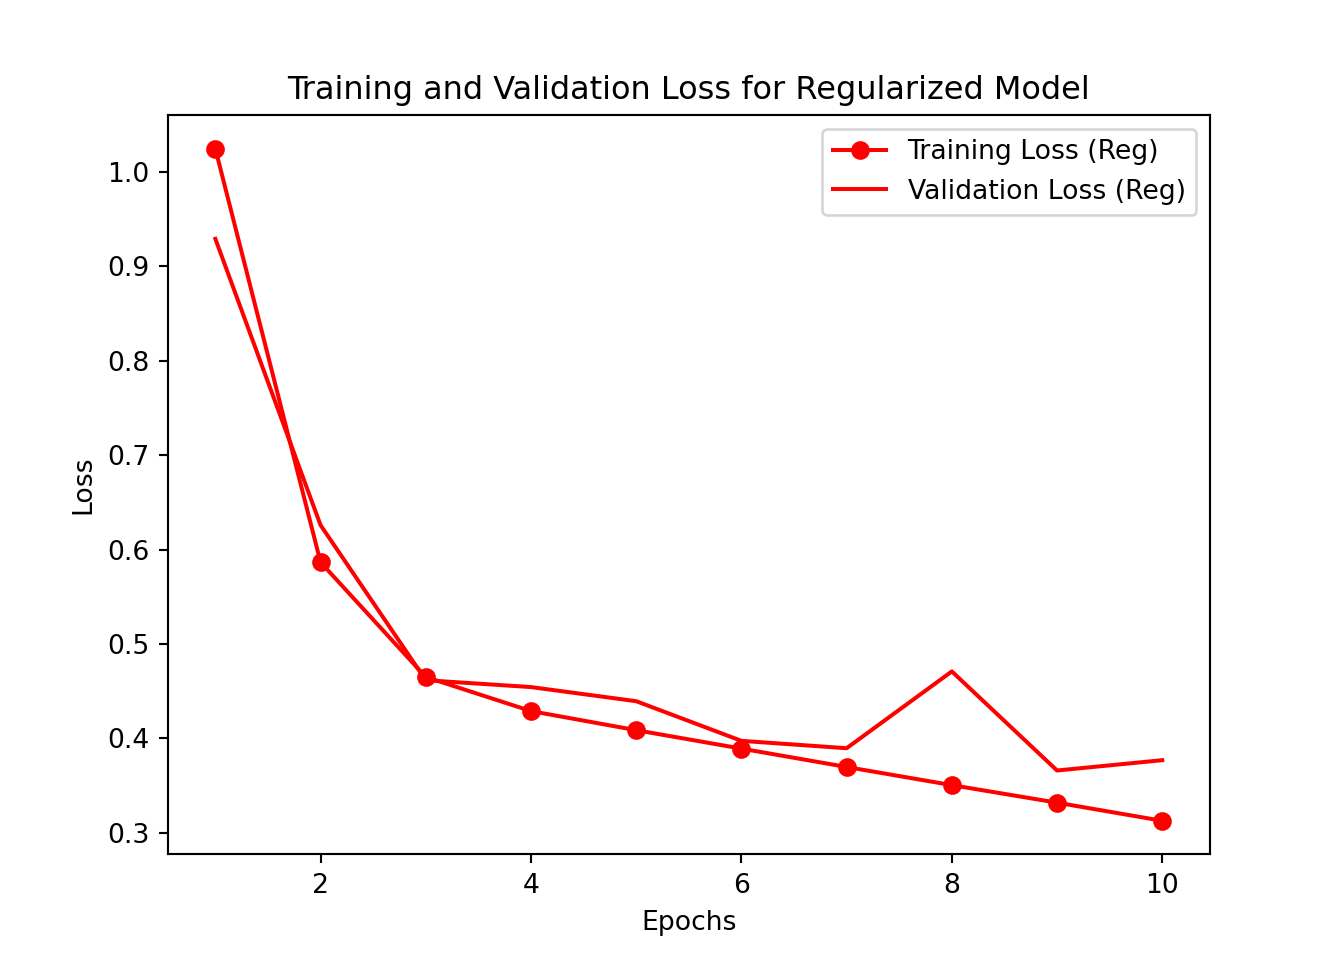 Training and Validation Loss for Regularized Model
Training Loss (Reg)
Validation Loss (Reg)
Loss
1.0
0.9
0.8
0.7
0.6
0.5
0.4
0.3
2 4 6 8 10
Epochs